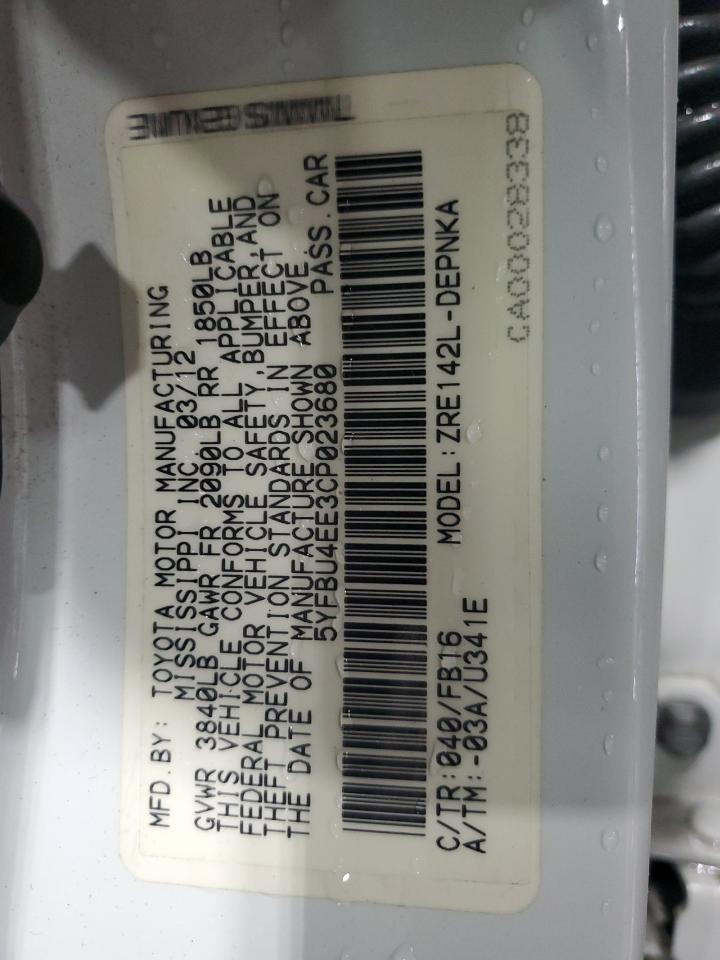 MFD.BY: TOYOTA MOTOR MANUFACTURING
MISSISSIPPI INC 03/12
GVWR 3840LB GAWR FR 2090LB RR 1850LB
THIS VEHICLE CONFORMS TO ALL APPLICABLE
FEDERAL MOTOR VEHICLE SAFETY,BUMPER,AND
THEFT PREVENTION STANDARDS IN EFFECT ON
THE DATE OF MANUFACTURE SHOWN ABOVE.
5YFBU4EE3CP023680 PASS.CAR
C/TR:040/FB16 MODEL:ZRE142L-DEPNKA
A/TM:-03A/U341E
CA00028338